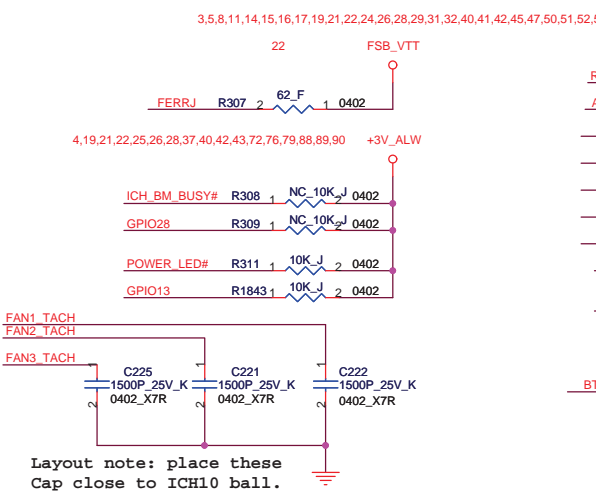 3,5,8,11,14,15,16,17,19,21,22,24,26,28,29,31,32,40,41,42,45,47,50,51,52,5
22 FSB_VTT
FERRJ R307 2 62_F 1 0402
4,19,21,22,25,26,28,37,40,42,43,72,76,79,88,89,90 +3V_ALW
ICH_BM_BUSY# R308 1 NC_10K_J 2 0402
GPIO28 R309 1 NC_10K_J 2 0402
POWER_LED# R311 1 10K_J 2 0402
GPIO13 R1843 1 10K_J 2 0402
FAN1_TACH
FAN2_TACH
FAN3_TACH
1 C225 1500P_25V_K 0402_X7R 2
1 C221 1500P_25V_K 0402_X7R 2
1 C222 1500P_25V_K 0402_X7R 2
Layout note: place these
Cap close to ICH10 ball.
R
A
BT